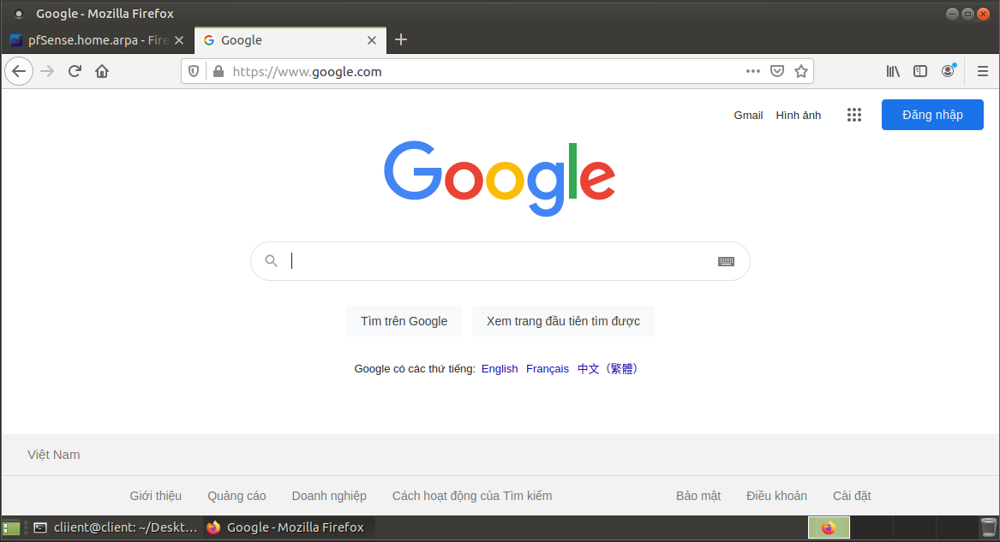 Google - Mozilla Firefox
pfSense.home.arpa - Fire
Google
https://www.google.com
Gmail Hình ảnh Đăng nhập
Google
Tìm trên Google Xem trang đầu tiên tìm được
Google có các thứ tiếng: English Français 中文（繁體）
Việt Nam
Giới thiệu Quảng cáo Doanh nghiệp Cách hoạt động của Tìm kiếm Bảo mật Điều khoản Cài đặt
cliient@client: ~/Deskt... Google - Mozilla Firefox